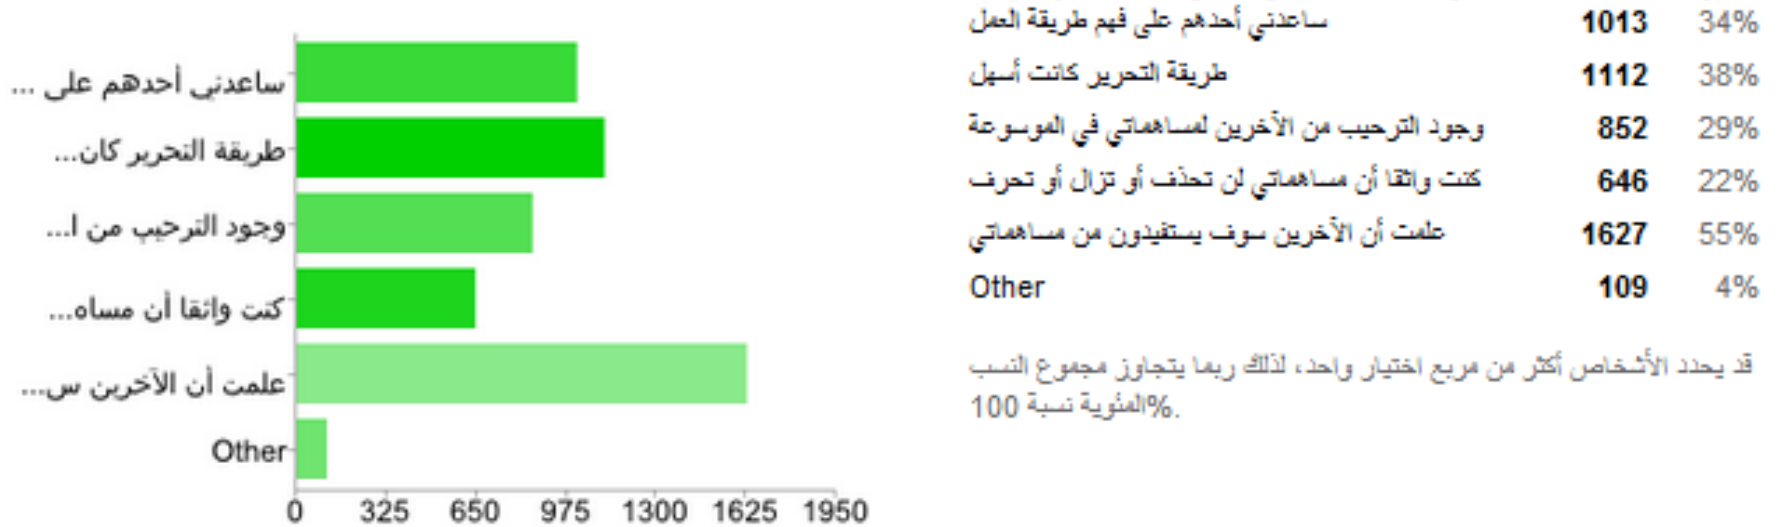 ساعدني أحدهم على ...
طريقة التحرير كان...
وجود الترحيب من ا...
كنت واثقا أن مساه...
علمت أن الآخرين س...
Other
0 325 650 975 1300 1625 1950
ساعدني أحدهم على فهم طريقة العمل 1013 34%
طريقة التحرير كانت أسهل 1112 38%
وجود الترحيب من الآخرين لمساهماتي في الموسوعة 852 29%
كنت واثقا أن مساهماتي لن تحذف أو تزال أو تحرف 646 22%
علمت أن الآخرين سوف يستفيدون من مساهماتي 1627 55%
Other 109 4%
قد يحدد الأشخاص أكثر من مربع اختيار واحد، لذلك ربما يتجاوز مجموع النسب
المئوية نسبة 100%.